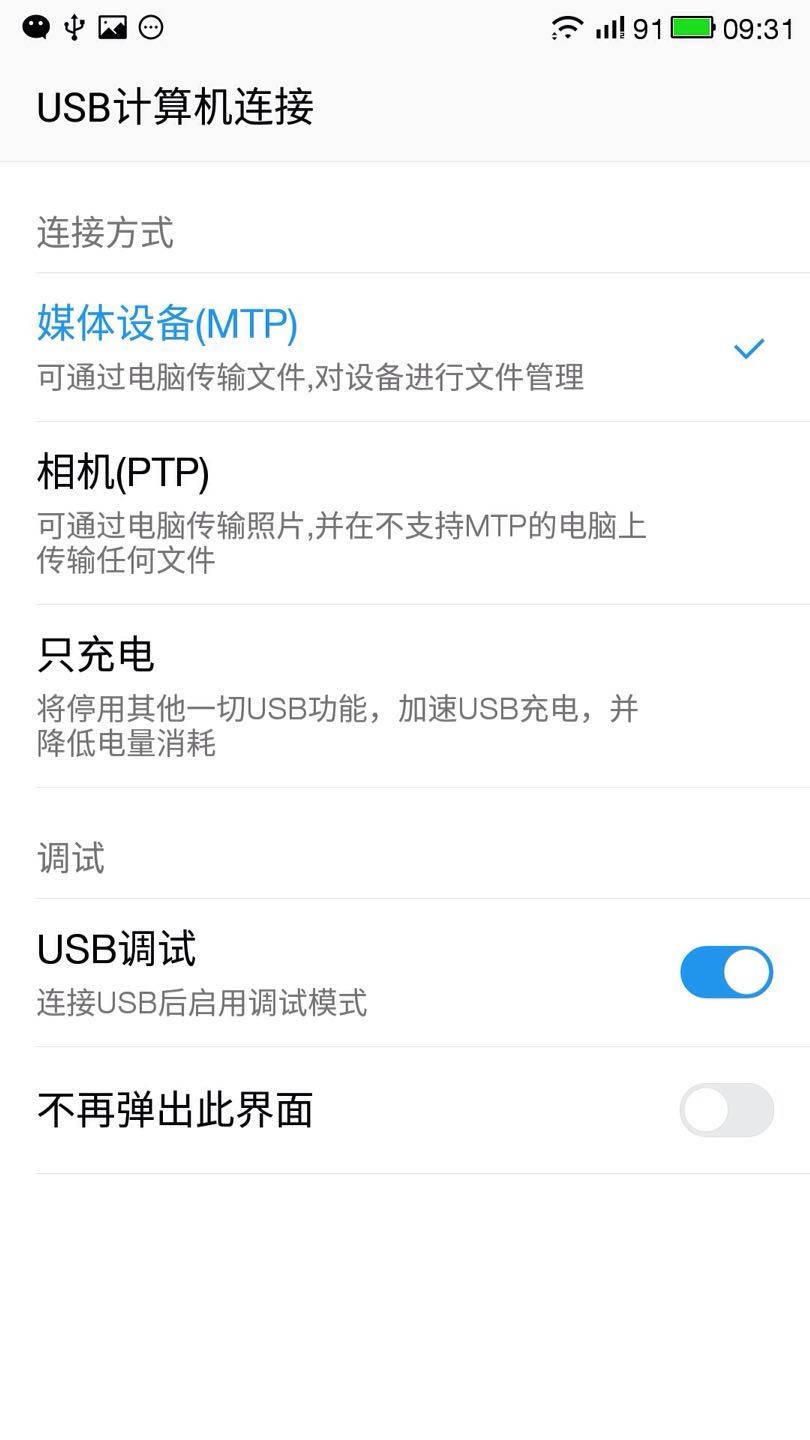 91 09:31
USB计算机连接
连接方式
媒体设备(MTP)
可通过电脑传输文件,对设备进行文件管理
相机(PTP)
可通过电脑传输照片,并在不支持MTP的电脑上
传输任何文件
只充电
将停用其他一切USB功能，加速USB充电，并
降低电量消耗
调试
USB调试
连接USB后启用调试模式
不再弹出此界面